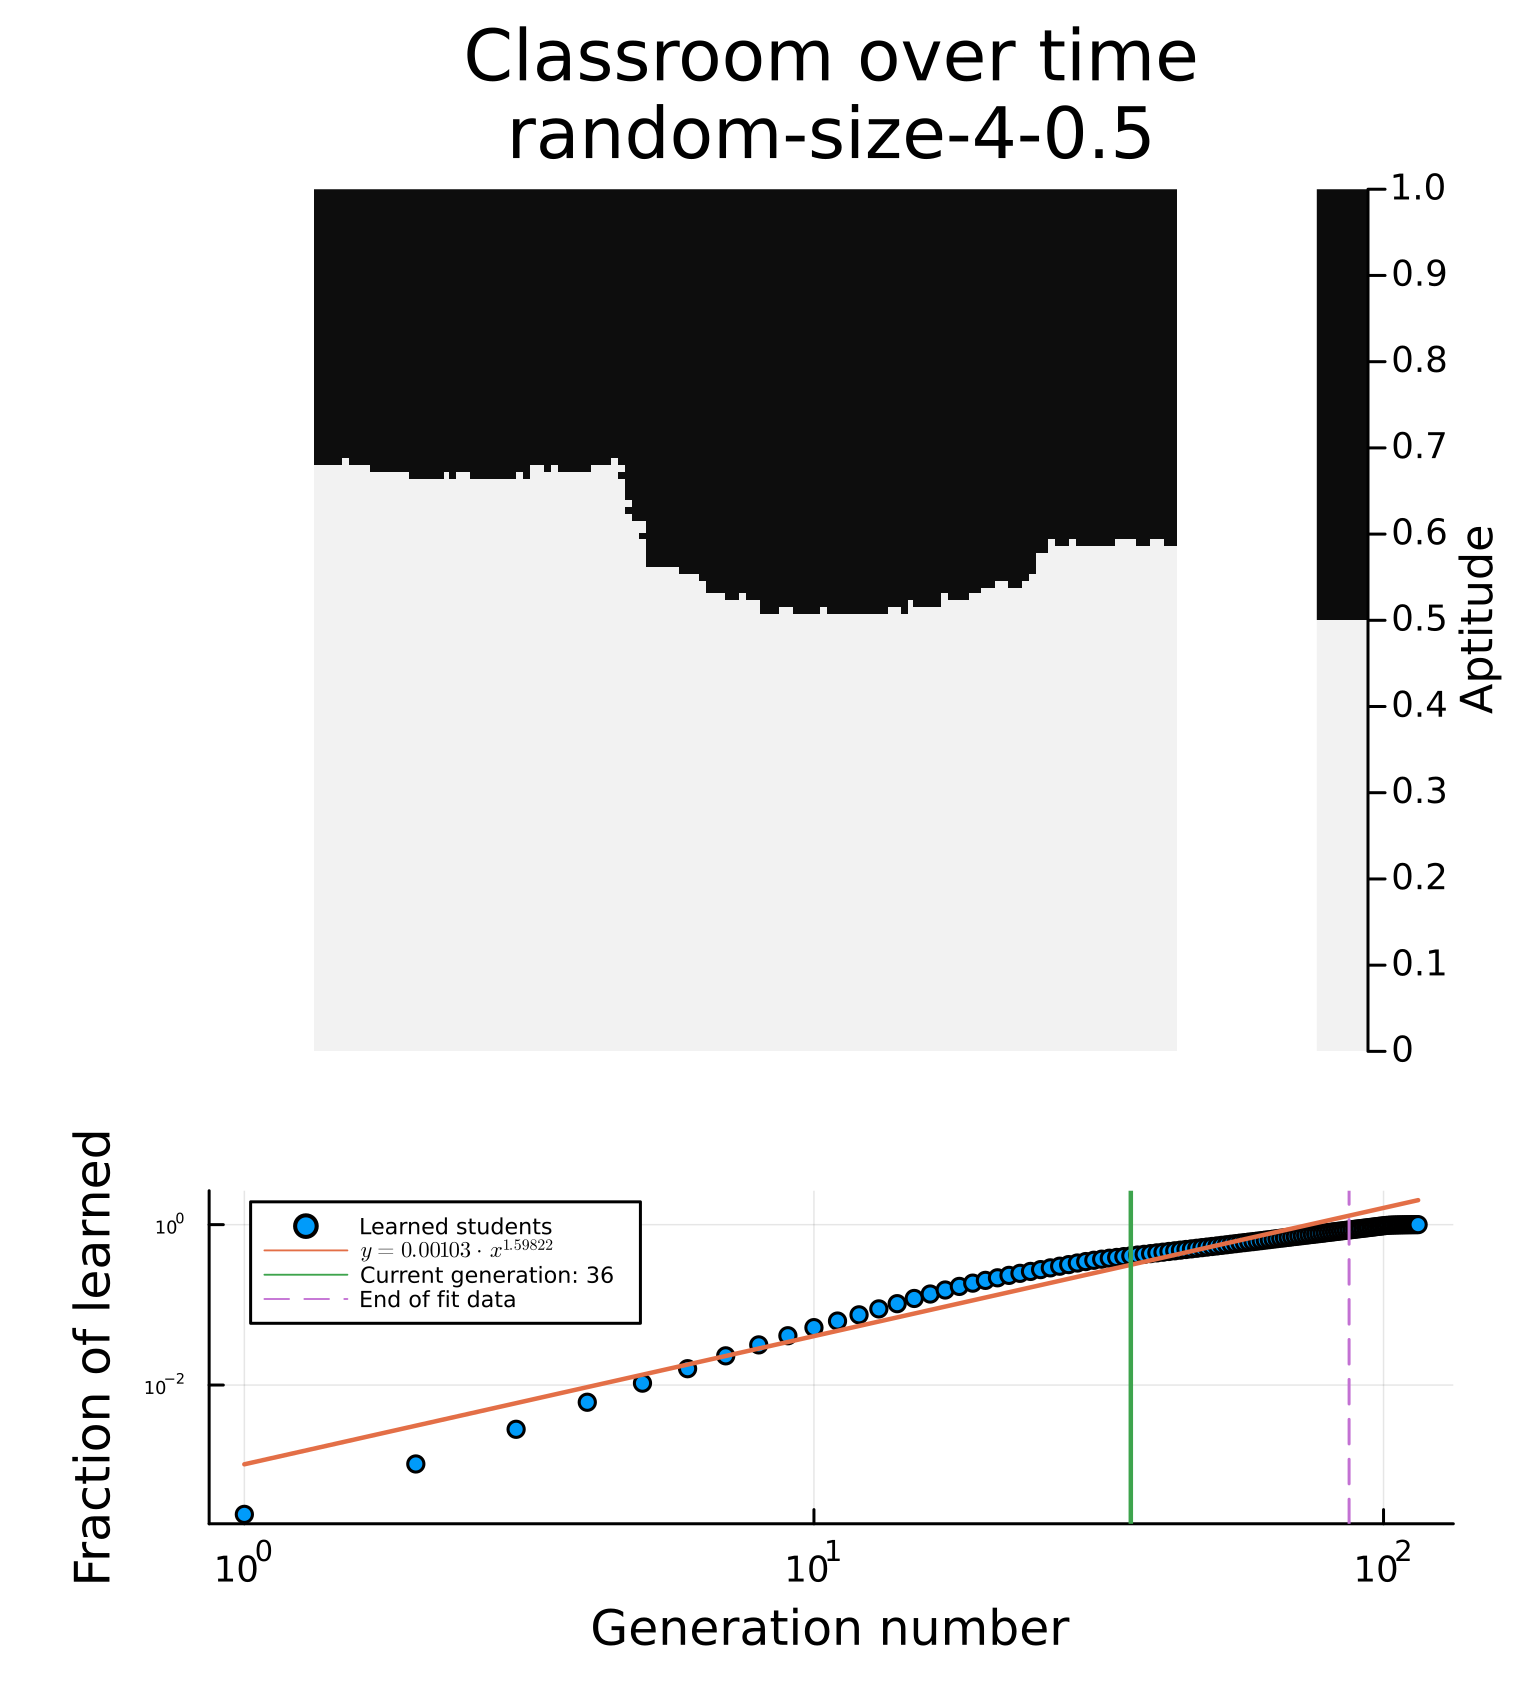 Classroom over time
random-size-4-0.5
1.0
0.9
0.8
0.7
0.6
0.5
0.4
0.3
0.2
0.1
0
Aptitude
Fraction of learned
10^0
10^-2
Learned students
y = 0.00103 · x^1.59822
Current generation: 36
End of fit data
10^0
10^1
10^2
Generation number